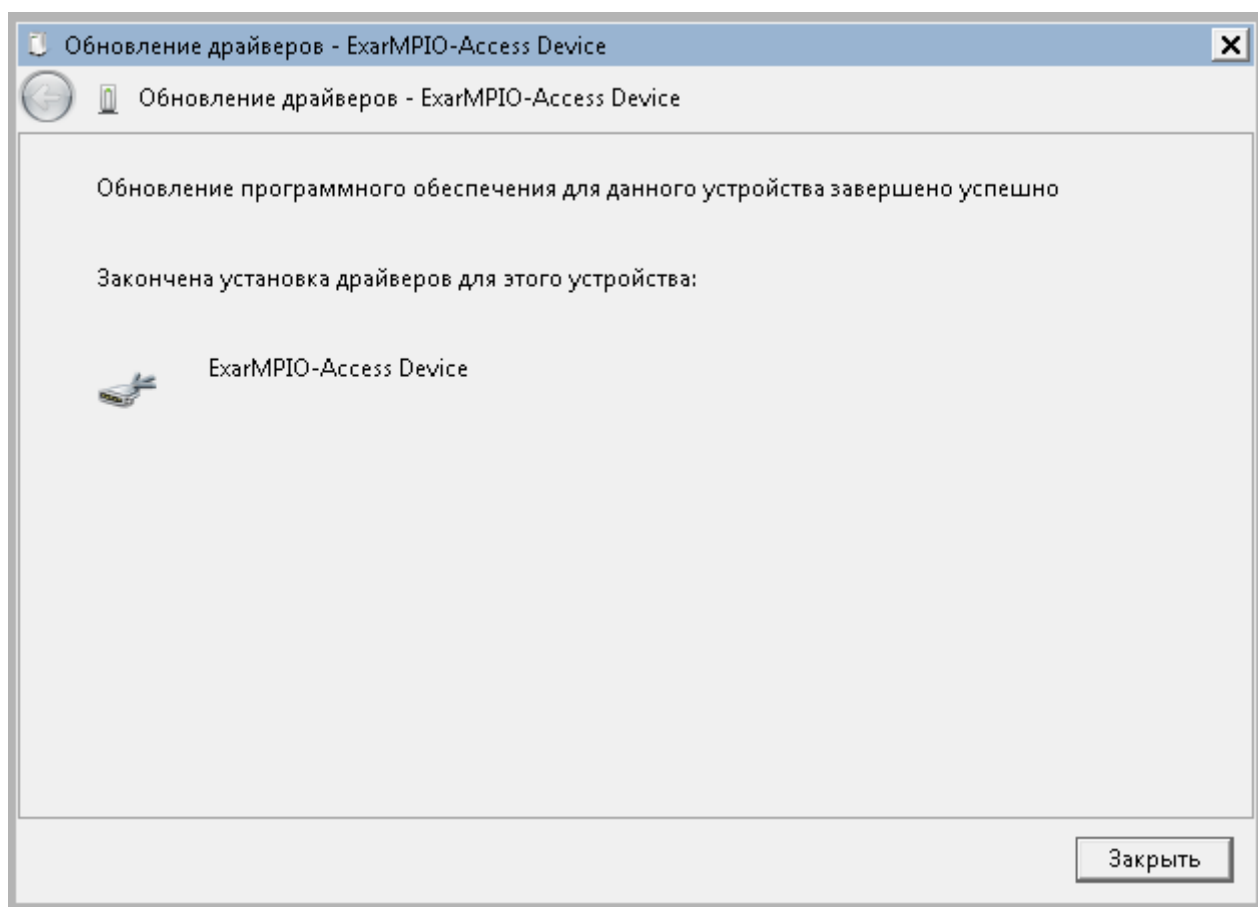 Обновление драйверов - ExarMPIO-Access Device
Обновление драйверов - ExarMPIO-Access Device
Обновление программного обеспечения для данного устройства завершено успешно
Закончена установка драйверов для этого устройства:
ExarMPIO-Access Device
Закрыть